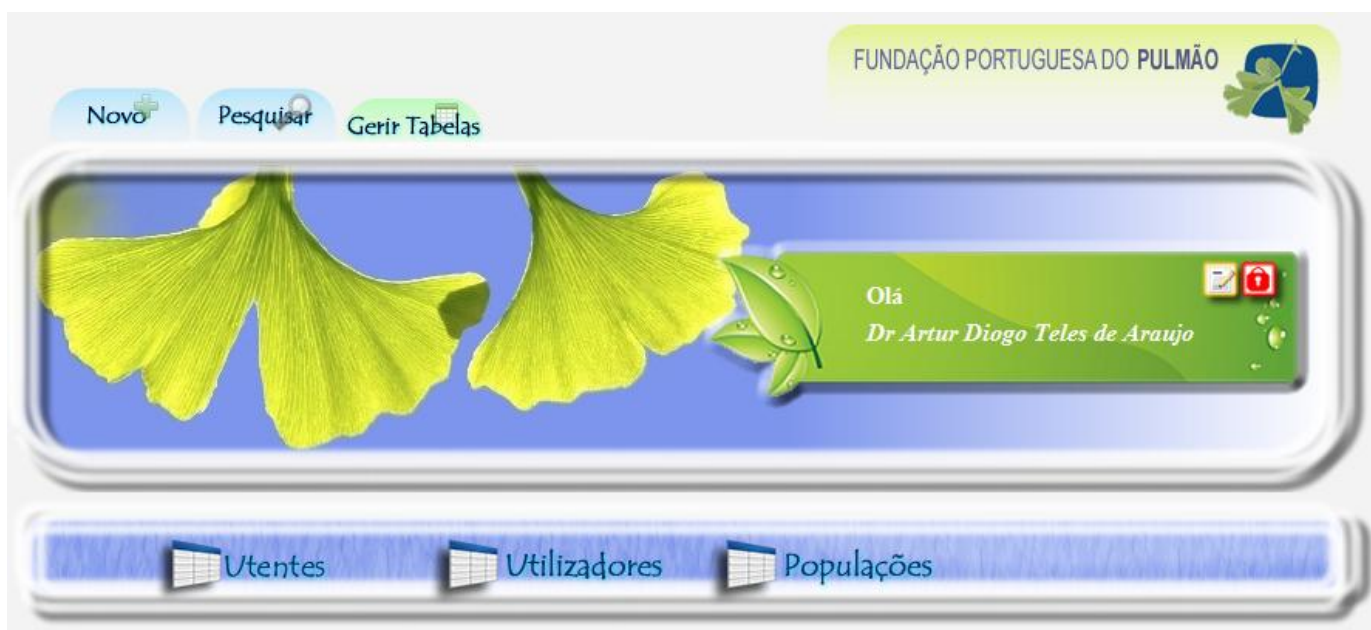 FUNDAÇÃO PORTUGUESA DO PULMÃO
Novo
Pesquisar
Gerir Tabelas
Olá
Dr Artur Diogo Teles de Araujo
Utentes
Utilizadores
Populações